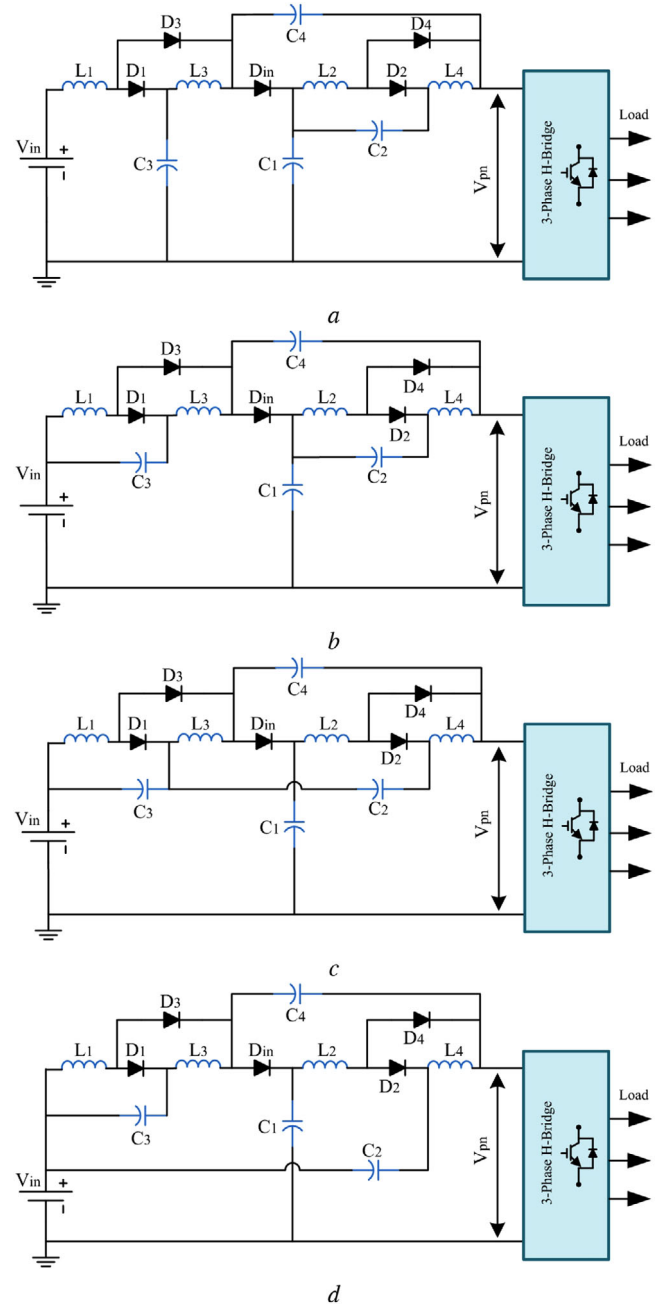 D3
C4
D4
L1
D1
L3
Din
L2
D2
L4
Vin
+
-
C3
C1
C2
Vpn
3-Phase H-Bridge
Load
a
D3
C4
D4
L1
D1
L3
Din
L2
D2
L4
Vin
+
-
C3
C1
C2
Vpn
3-Phase H-Bridge
Load
b
D3
C4
D4
L1
D1
L3
Din
L2
D2
L4
Vin
+
-
C3
C1
C2
Vpn
3-Phase H-Bridge
Load
c
D3
C4
D4
L1
D1
L3
Din
L2
D2
L4
Vin
+
-
C3
C1
C2
Vpn
3-Phase H-Bridge
Load
d